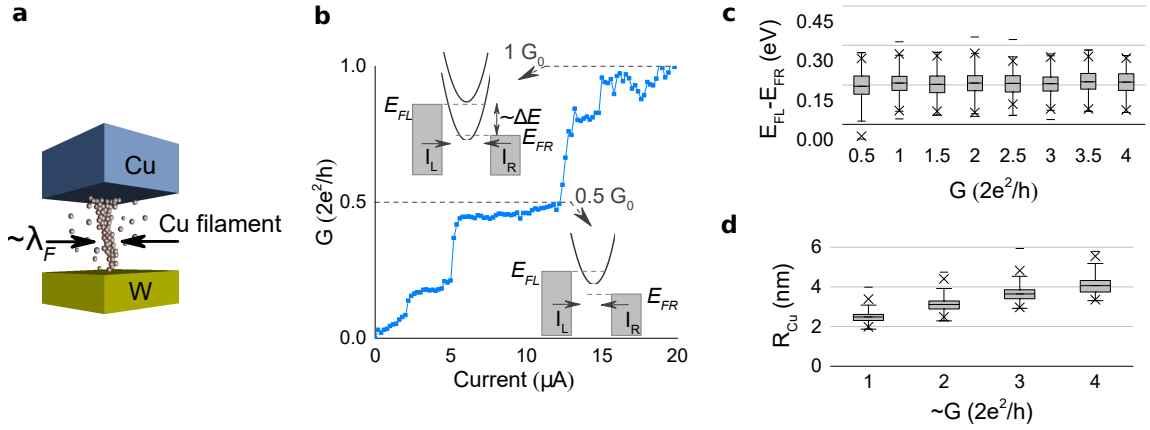 a
Cu
Cu filament
~λF
W
b
G (2e²/h)
1.0
0.5
0.0
0
5
10
15
20
Current (μA)
1 G0
EFL
~ΔE
EFR
IL
IR
0.5 G0
EFL
EFR
IL
IR
c
EFL-EFR (eV)
0.45
0.30
0.15
0.00
0.5 1 1.5 2 2.5 3 3.5 4
G (2e²/h)
d
RCu (nm)
6
4
2
0
1 2 3 4
~G (2e²/h)